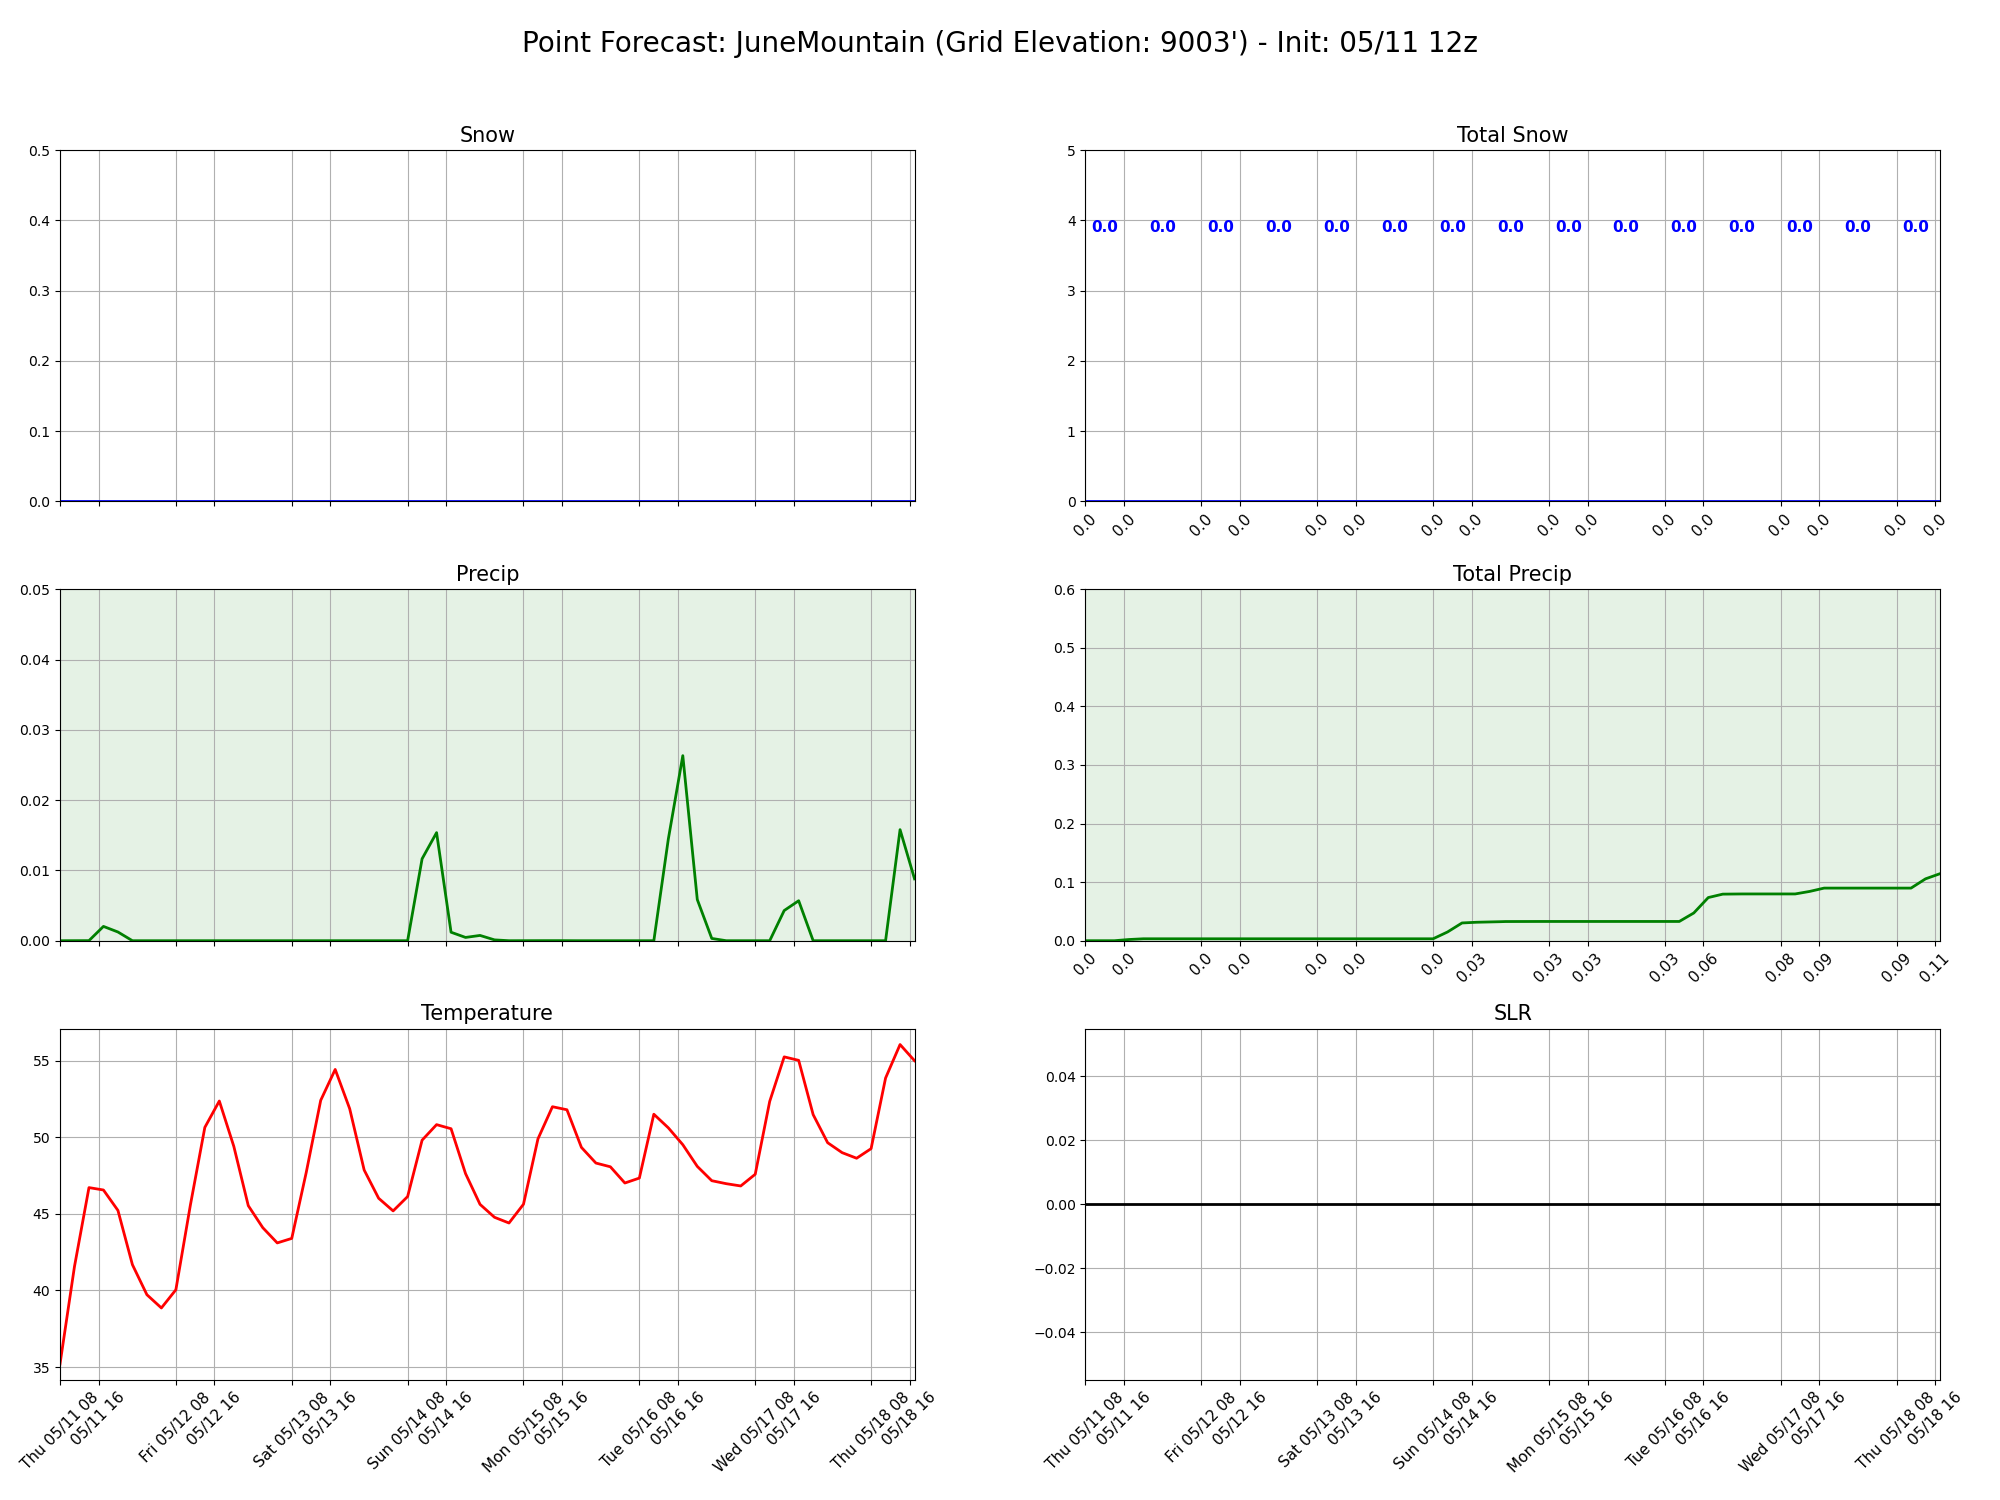 Point Forecast: JuneMountain (Grid Elevation: 9003') - Init: 05/11 12z
Snow
0.5
0.4
0.3
0.2
0.1
0.0
Total Snow
5
4
3
2
1
0
0.0 0.0 0.0 0.0 0.0 0.0 0.0 0.0 0.0 0.0 0.0 0.0 0.0 0.0 0.0
0.0 0.0 0.0 0.0 0.0 0.0 0.0 0.0 0.0 0.0 0.0 0.0 0.0 0.0 0.0 0.0
Precip
0.05
0.04
0.03
0.02
0.01
0.00
Total Precip
0.6
0.5
0.4
0.3
0.2
0.1
0.0
0.0 0.0 0.0 0.0 0.0 0.0 0.0 0.03 0.03 0.03 0.03 0.06 0.08 0.09 0.09 0.11
Temperature
55
50
45
40
35
Thu 05/11 08
05/11 16
Fri 05/12 08
05/12 16
Sat 05/13 08
05/13 16
Sun 05/14 08
05/14 16
Mon 05/15 08
05/15 16
Tue 05/16 08
05/16 16
Wed 05/17 08
05/17 16
Thu 05/18 08
05/18 16
SLR
0.04
0.02
0.00
−0.02
−0.04
Thu 05/11 08
05/11 16
Fri 05/12 08
05/12 16
Sat 05/13 08
05/13 16
Sun 05/14 08
05/14 16
Mon 05/15 08
05/15 16
Tue 05/16 08
05/16 16
Wed 05/17 08
05/17 16
Thu 05/18 08
05/18 16